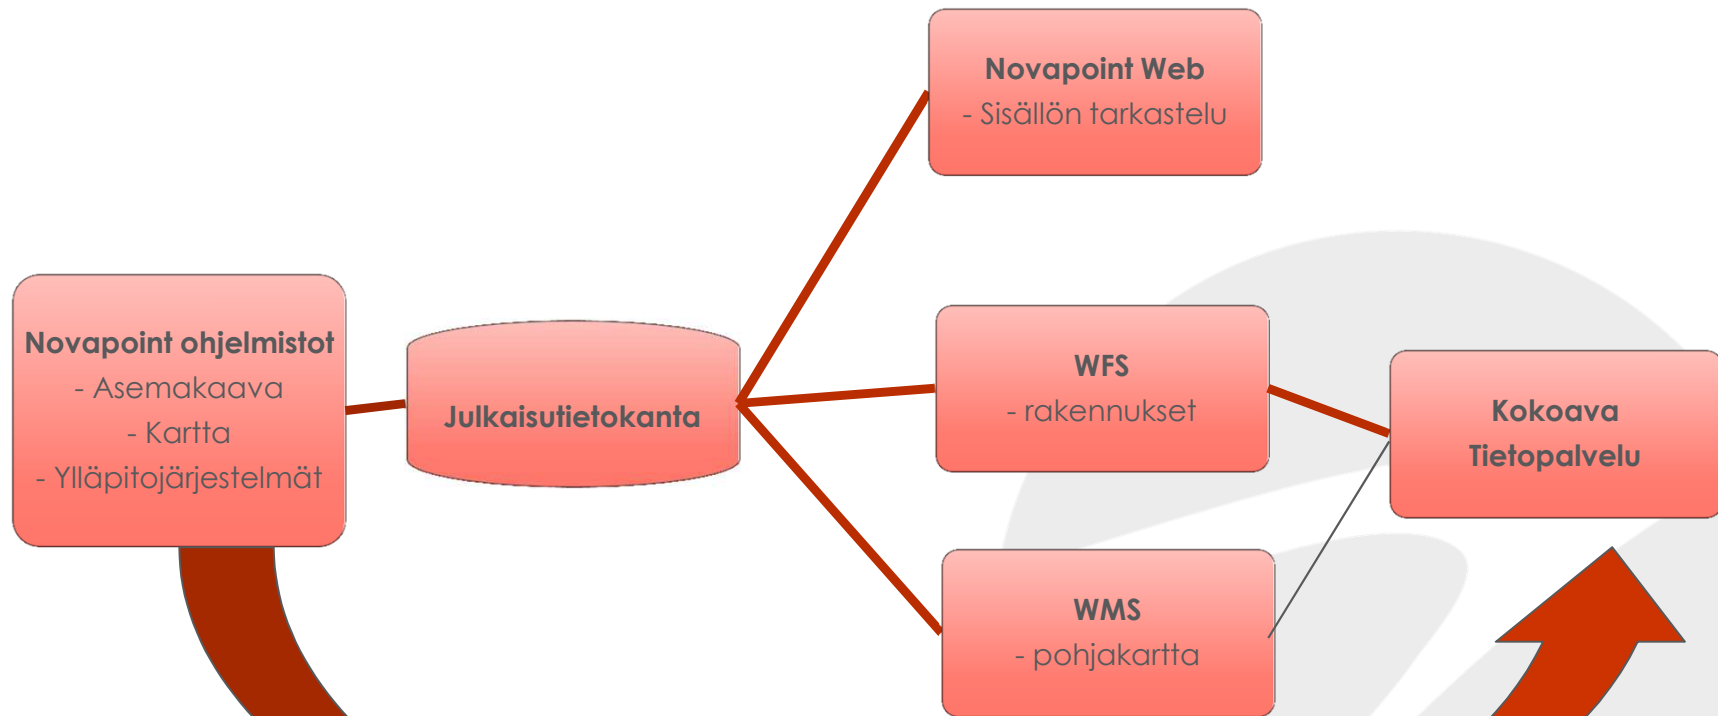 Novapoint Web
- Sisällön tarkastelu
Novapoint ohjelmistot
- Asemakaava
- Kartta
- Ylläpitojärjestelmät
Julkaisutietokanta
WFS
- rakennukset
Kokoava
Tietopalvelu
WMS
- pohjakartta